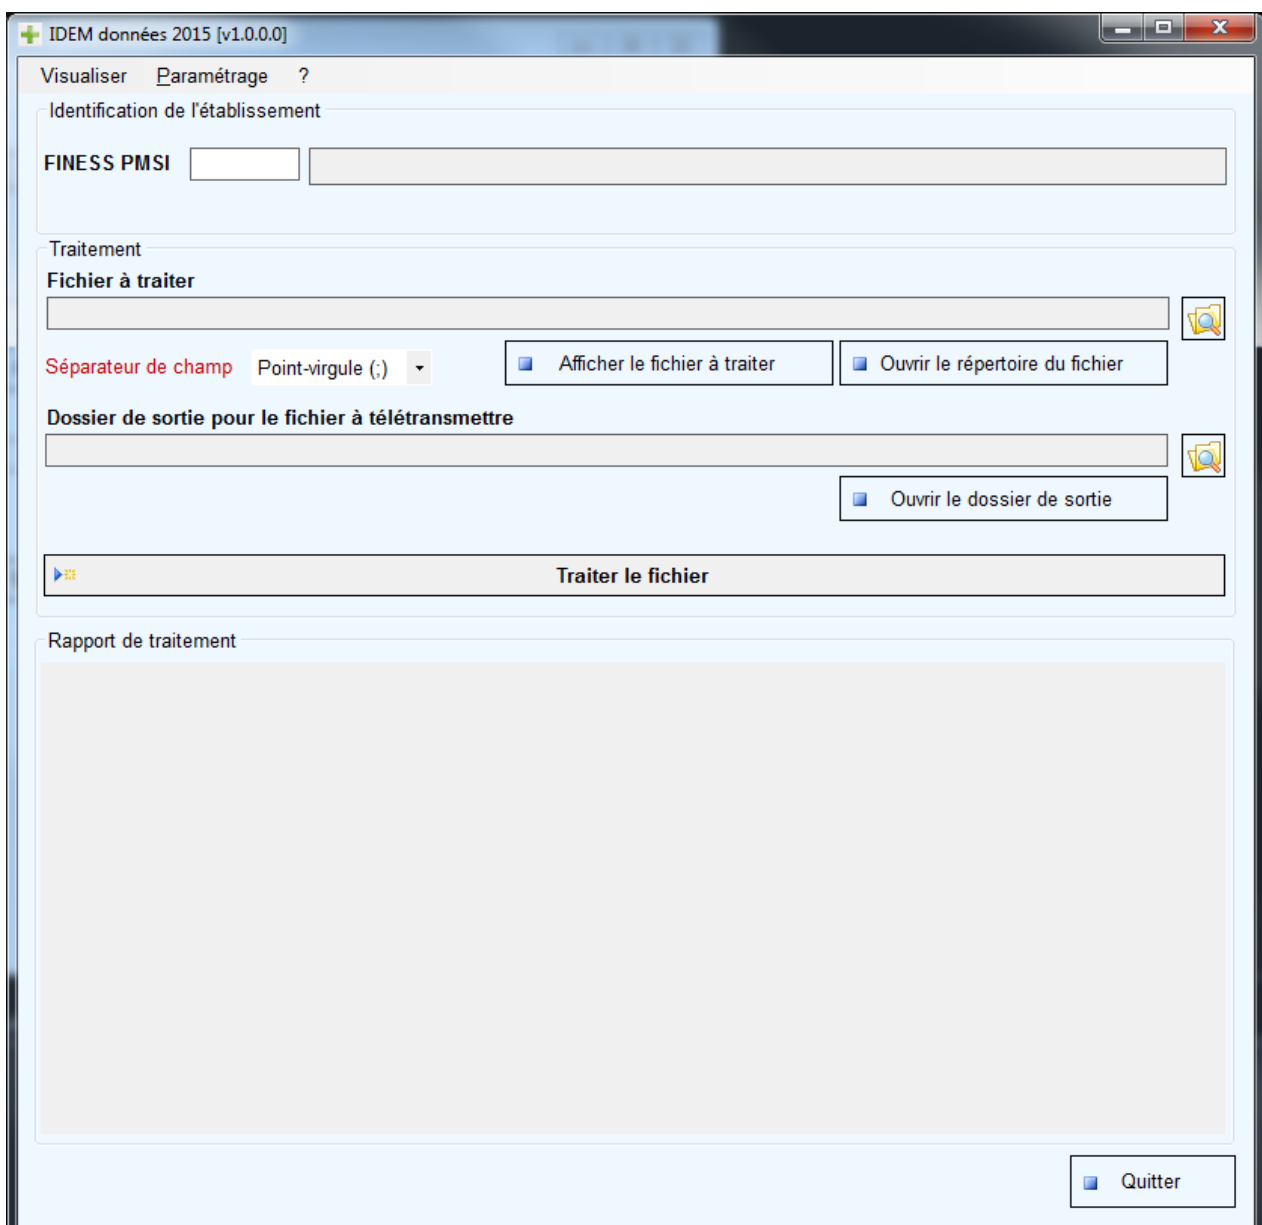 IDEM données 2015 [v1.0.0.0]
Visualiser Paramétrage ?
Identification de l'établissement
FINESS PMSI
Traitement
Fichier à traiter
Séparateur de champ Point-virgule (;) Afficher le fichier à traiter Ouvrir le répertoire du fichier
Dossier de sortie pour le fichier à télétransmettre
Ouvrir le dossier de sortie
Traiter le fichier
Rapport de traitement
Quitter